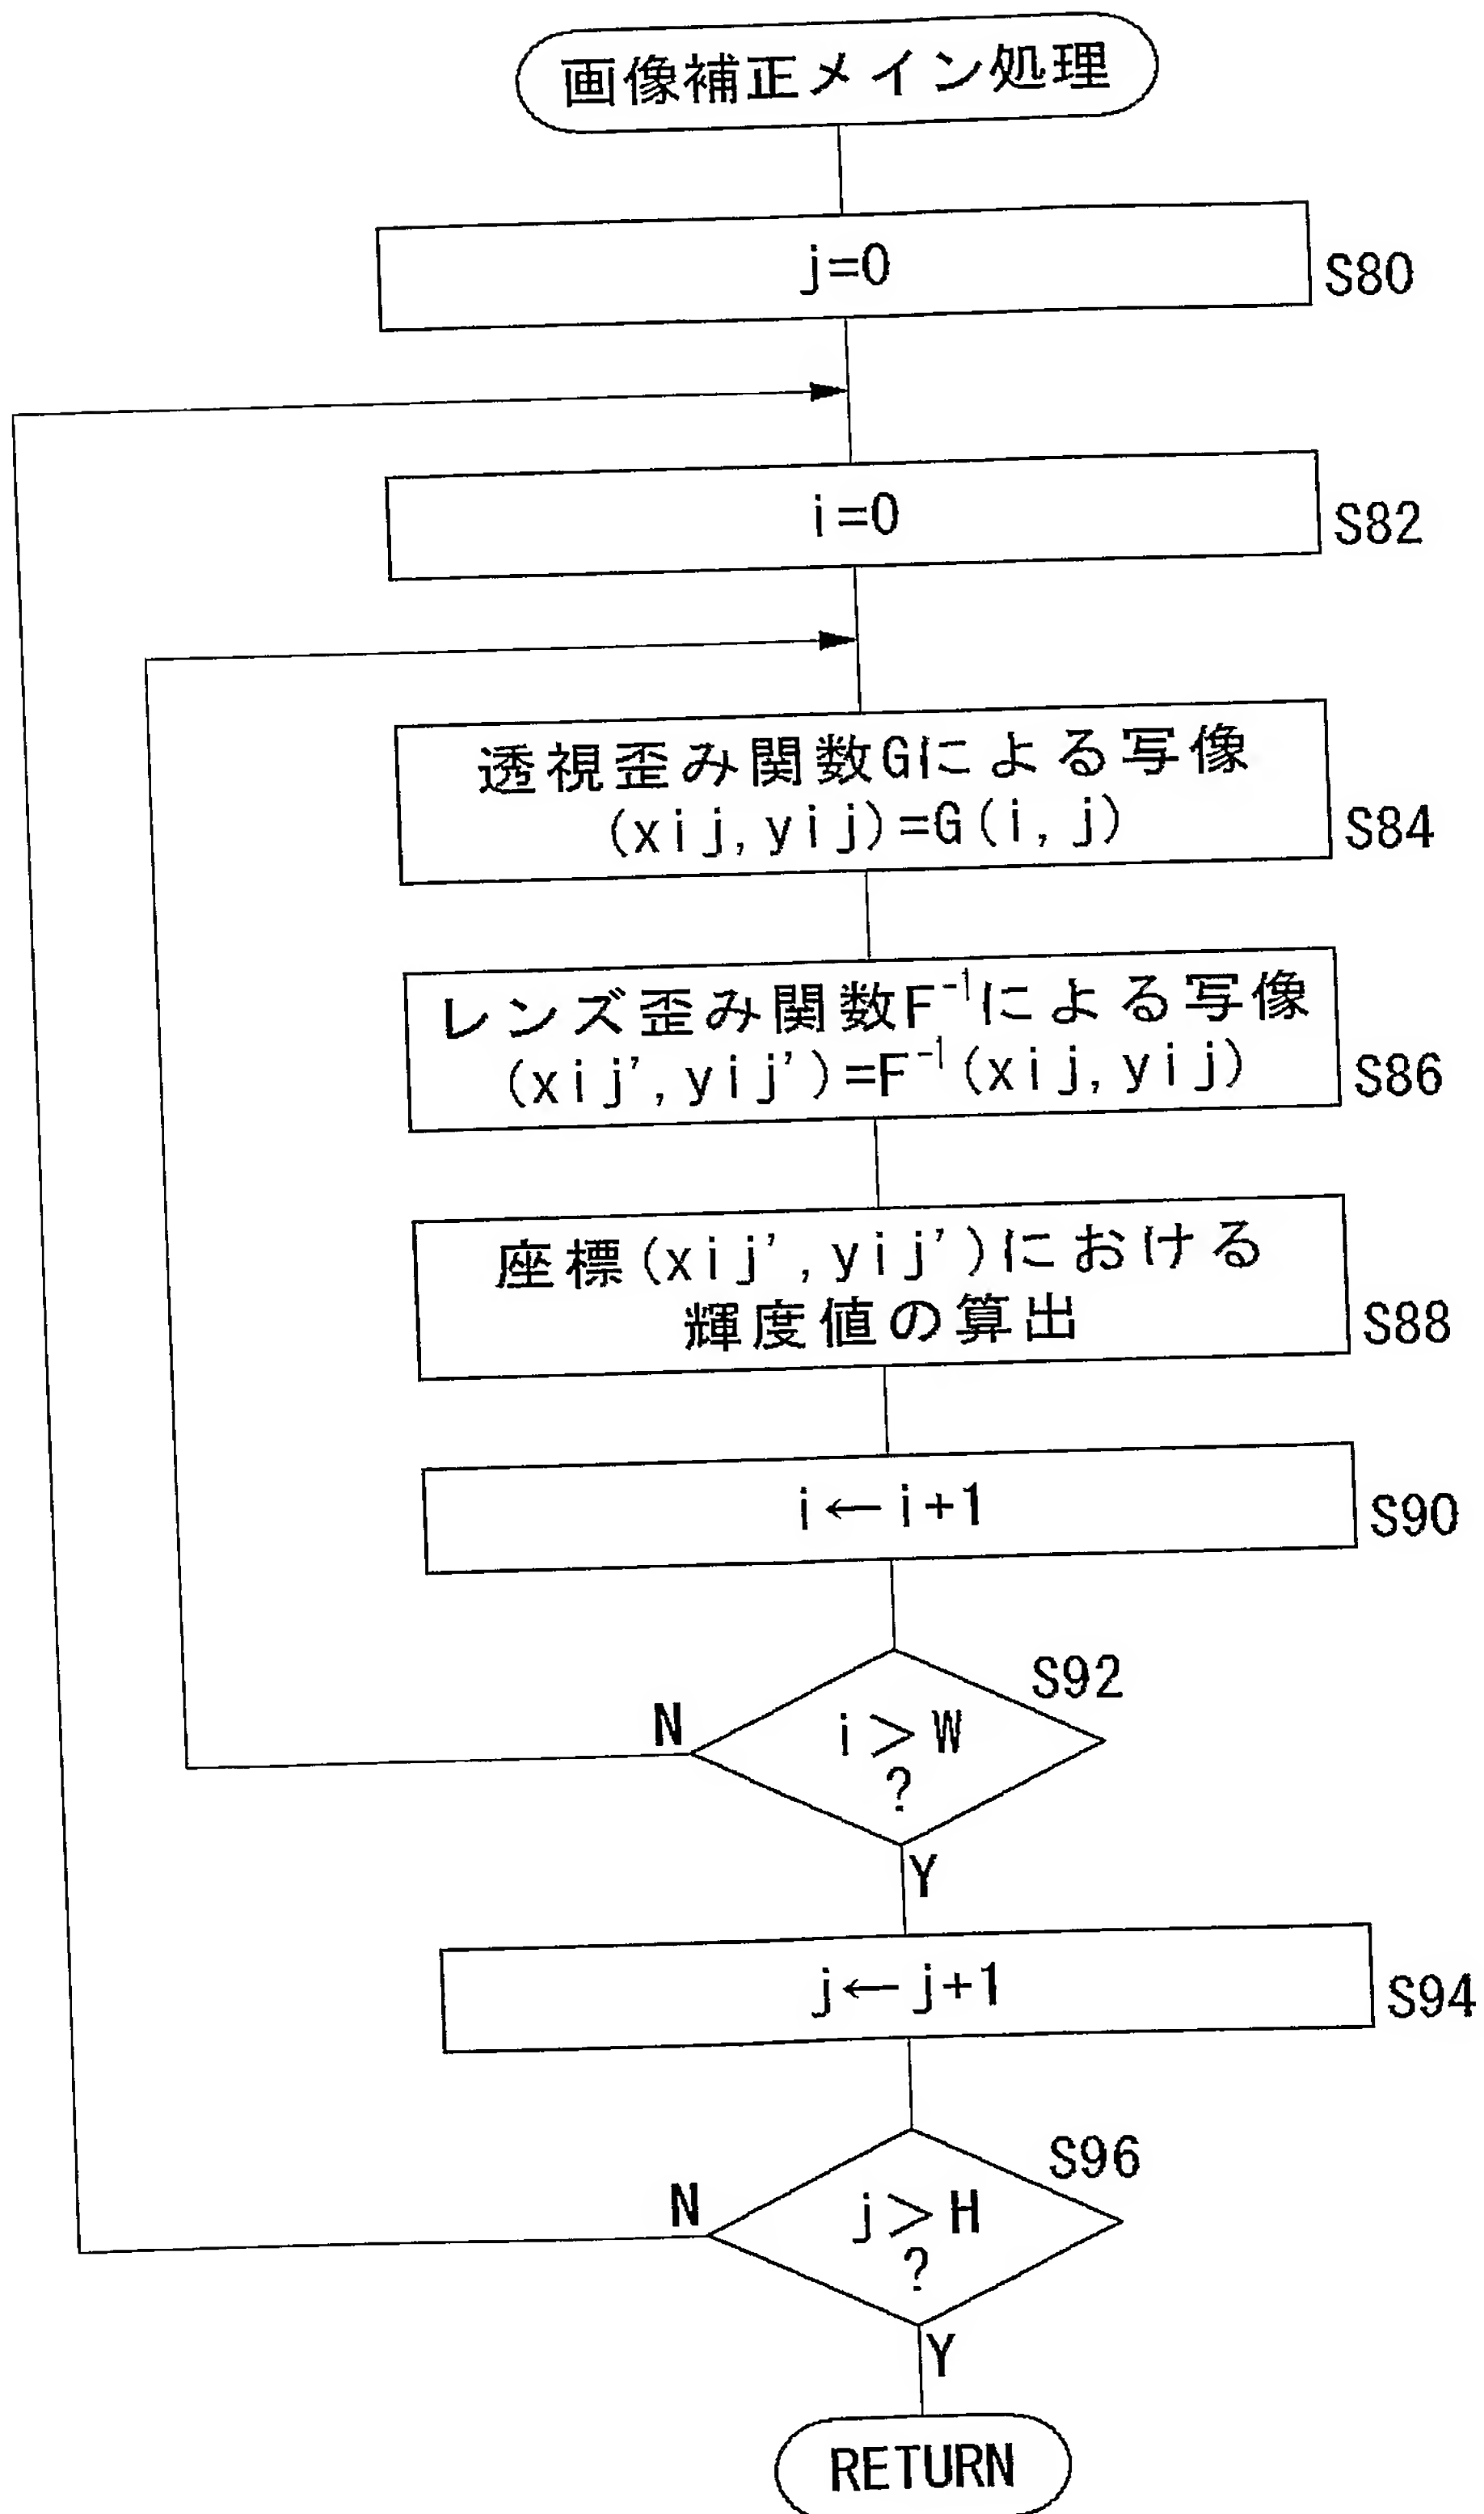 画像補正メイン処理
j=0
S80
i=0
S82
透視歪み関数Gによる写像
(xij,yij)=G(i,j)
S84
レンズ歪み関数F⁻¹による写像
(xij',yij')=F⁻¹(xij,yij)
S86
座標(xij',yij')における
輝度値の算出
S88
i←i+1
S90
S92
N
i>W
?
Y
j←j+1
S94
S96
N
j>H
?
Y
RETURN